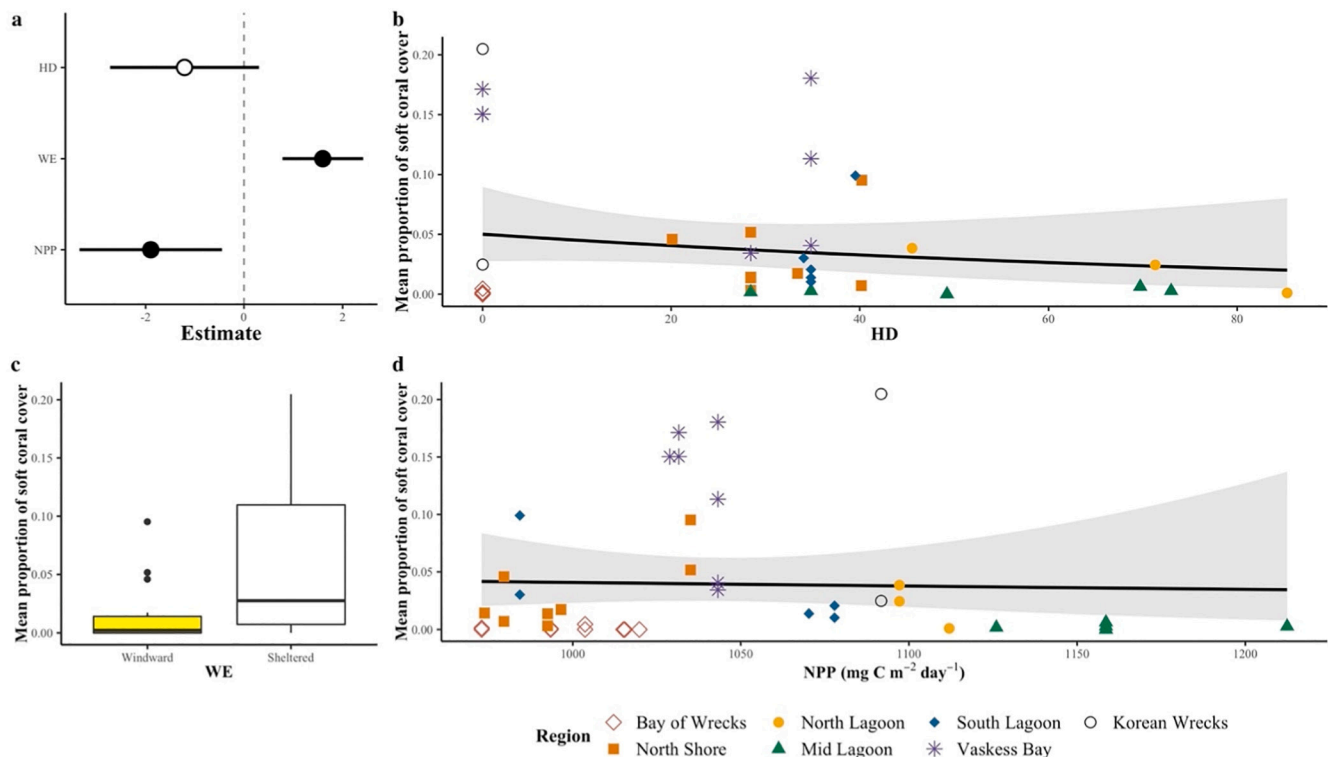 a
HD
WE
NPP
-2
0
2
Estimate
b
Mean proportion of soft coral cover
0.20
0.15
0.10
0.05
0.00
0
20
40
60
80
HD
c
Mean proportion of soft coral cover
0.20
0.15
0.10
0.05
0.00
Windward
Sheltered
WE
d
Mean proportion of soft coral cover
0.20
0.15
0.10
0.05
0.00
1000
1050
1100
1150
1200
NPP (mg C m⁻² day⁻¹)
Region
Bay of Wrecks
North Lagoon
South Lagoon
Korean Wrecks
North Shore
Mid Lagoon
Vaskess Bay